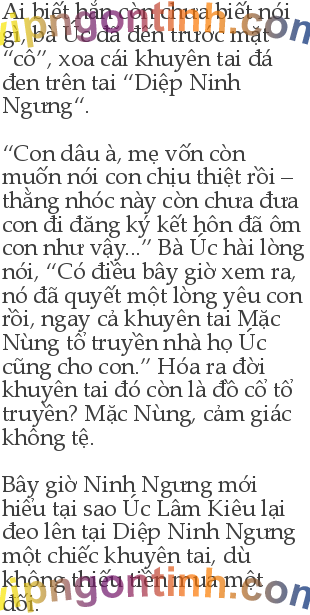 Ai biết hắn còn chưa biết nói
gì, bà Úc đã đến trước mặt
“cô”, xoa cái khuyên tai đá
đen trên tai “Diệp Ninh
Ngưng“.
“Con dâu à, mẹ vốn còn
muốn nói con chịu thiệt rồi –
thằng nhóc này còn chưa đưa
con đi đăng ký kết hôn đã ôm
con như vậy...” Bà Úc hài lòng
nói, “Có điều bây giờ xem ra,
nó đã quyết một lòng yêu con
rồi, ngay cả khuyên tai Mặc
Nùng tổ truyền nhà họ Úc
cũng cho con.” Hóa ra đòi
khuyên tai đó còn là đồ cổ tổ
truyền? Mặc Nùng, cảm giác
không tệ.
Bây giờ Ninh Ngưng mới
hiểu tại sao Úc Lâm Kiêu lại
đeo lên tại Diệp Ninh Ngưng
một chiếc khuyên tai, dù
không thiếu tiền mua một
đôi.
vipngontinh.com
vipngontinh.com